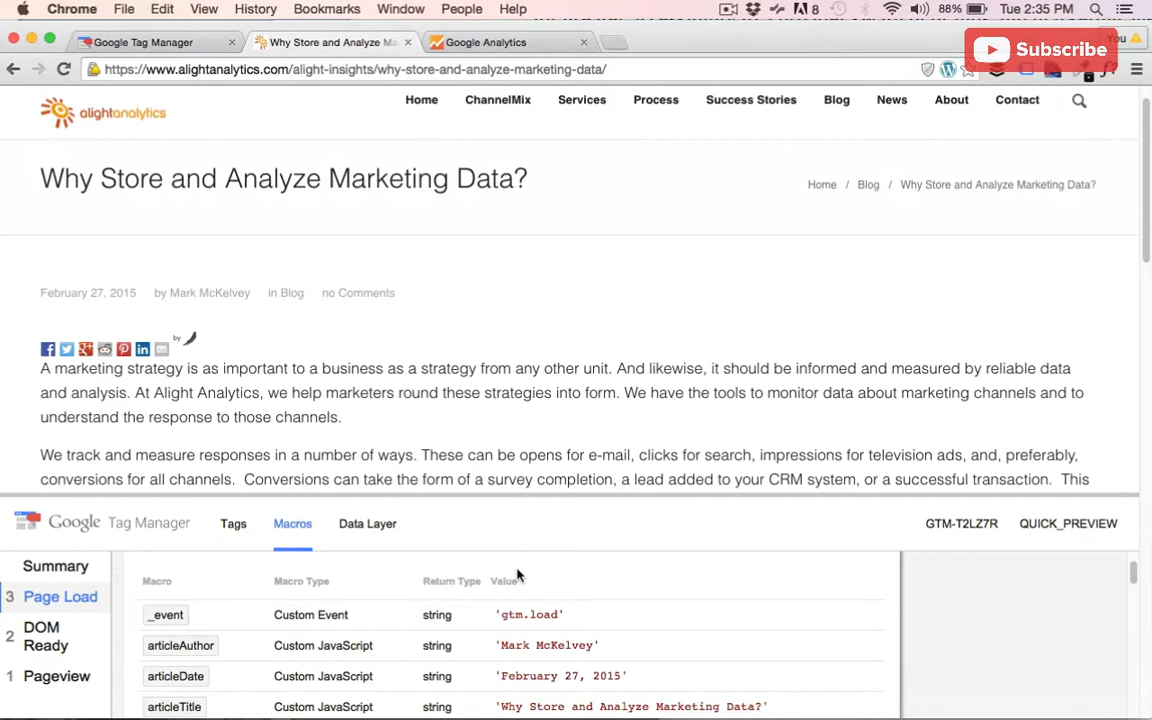 Chrome File Edit View History Bookmarks Window People Help 8 88% Tue 2:35 PM
Google Tag Manager Why Store and Analyze Ma Google Analytics You
Subscribe
https://www.alightanalytics.com/alight-insights/why-store-and-analyze-marketing-data/
alightanalytics Home ChannelMix Services Process Success Stories Blog News About Contact
Why Store and Analyze Marketing Data?
Home / Blog / Why Store and Analyze Marketing Data?
February 27, 2015 by Mark McKelvey in Blog no Comments
by
A marketing strategy is as important to a business as a strategy from any other unit. And likewise, it should be informed and measured by reliable data
and analysis. At Alight Analytics, we help marketers round these strategies into form. We have the tools to monitor data about marketing channels and to
understand the response to those channels.
We track and measure responses in a number of ways. These can be opens for e-mail, clicks for search, impressions for television ads, and, preferably,
conversions for all channels. Conversions can take the form of a survey completion, a lead added to your CRM system, or a successful transaction. This
Google Tag Manager Tags Macros Data Layer GTM-T2LZ7R QUICK_PREVIEW
Summary
3 Page Load
2 DOM Ready
1 Pageview
Macro Macro Type Return Type Value
_event Custom Event string 'gtm.load'
articleAuthor Custom JavaScript string 'Mark McKelvey'
articleDate Custom JavaScript string 'February 27, 2015'
articleTitle Custom JavaScript string 'Why Store and Analyze Marketing Data?'